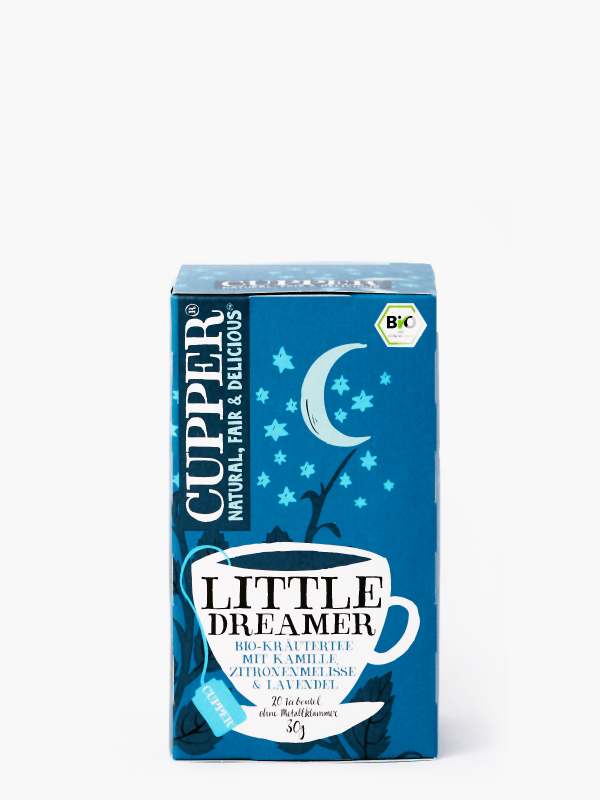 CUPPER
CUPPER®
NATURAL, FAIR & DELICIOUS
Bio
LITTLE
DREAMER
BIO-KRÄUTERTEE
MIT KAMILLE,
ZITRONENMELISSE
& LAVENDEL
20 Teebeutel
ohne Metallklammer
30g
CUPPER